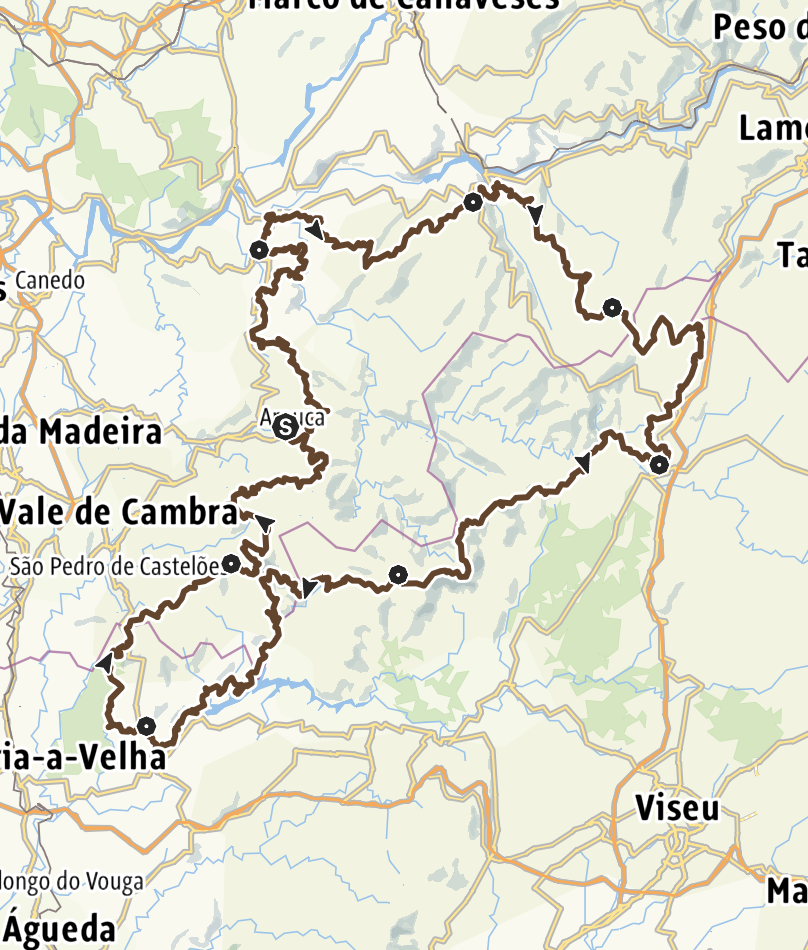 Marco de Canaveses
Peso d
Lame
Ta
s Canedo
Arouca
S
da Madeira
Vale de Cambra
São Pedro de Castelões
ria-a-Velha
Viseu
longo do Vouga
Ma
Águeda